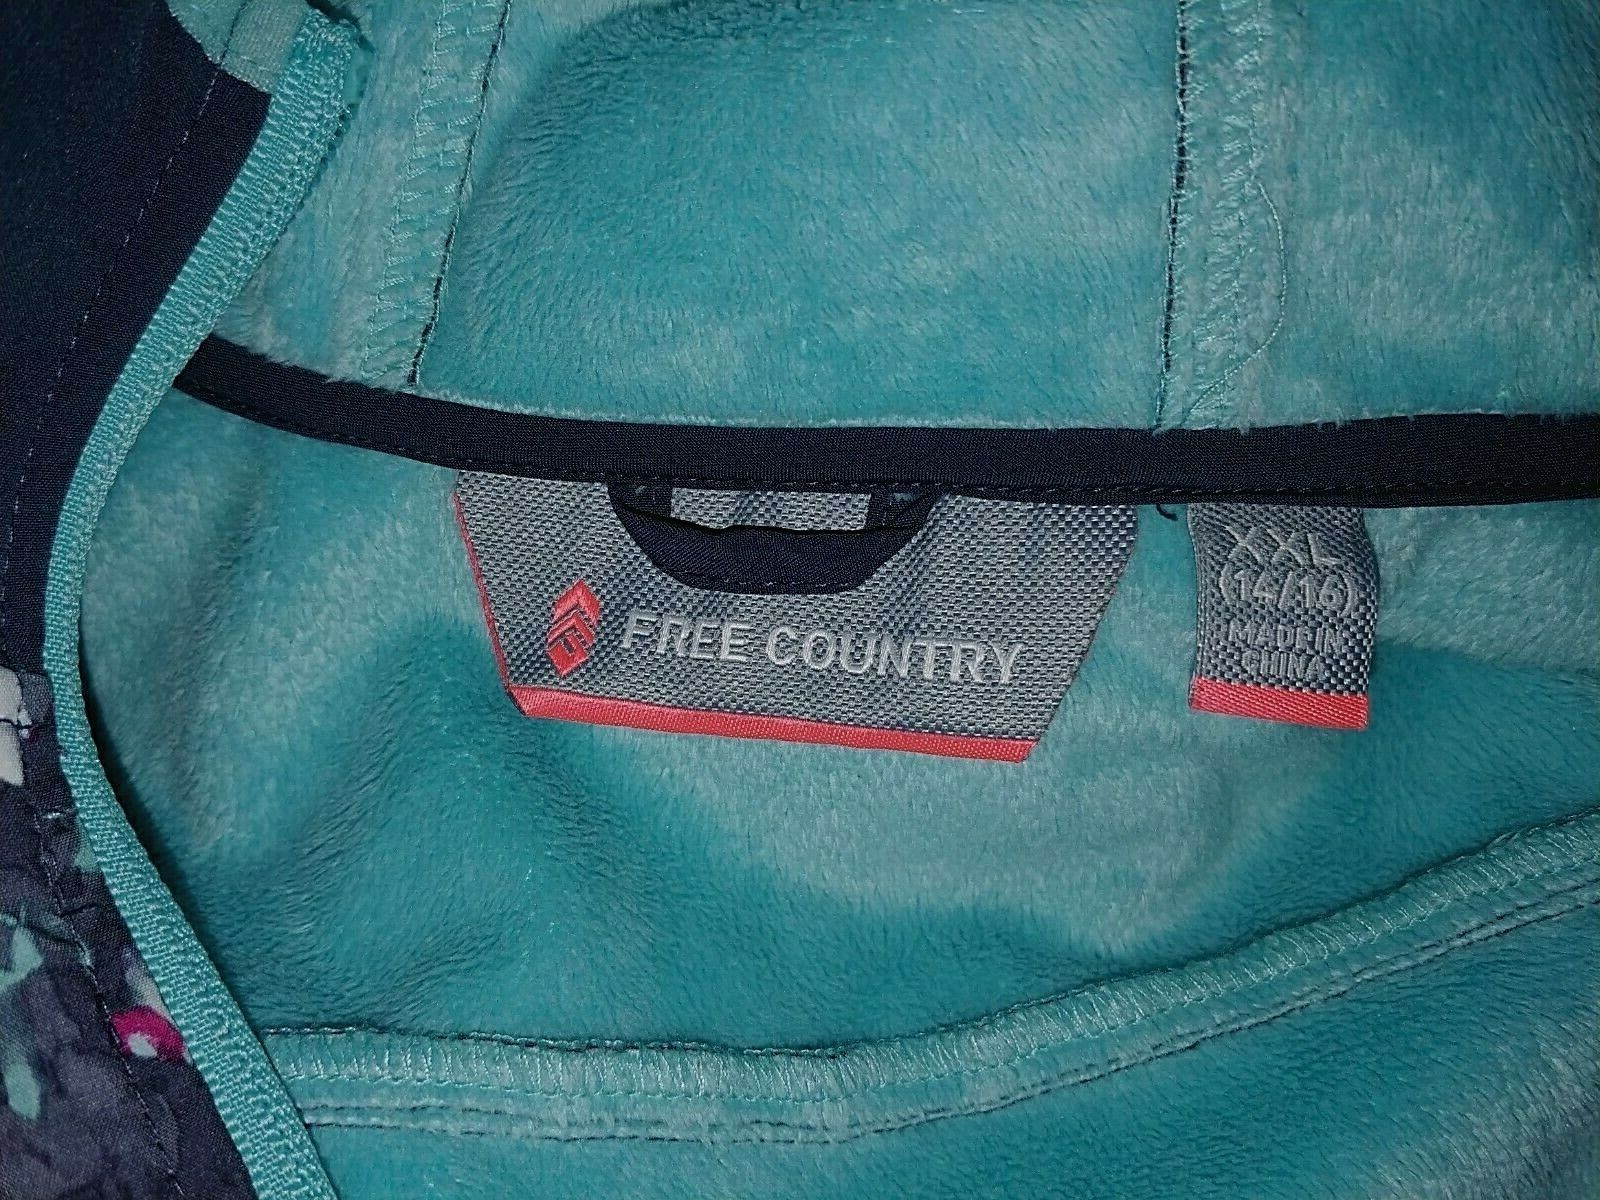 FREE COUNTRY
XXL
(14/16)
MADE IN
CHINA